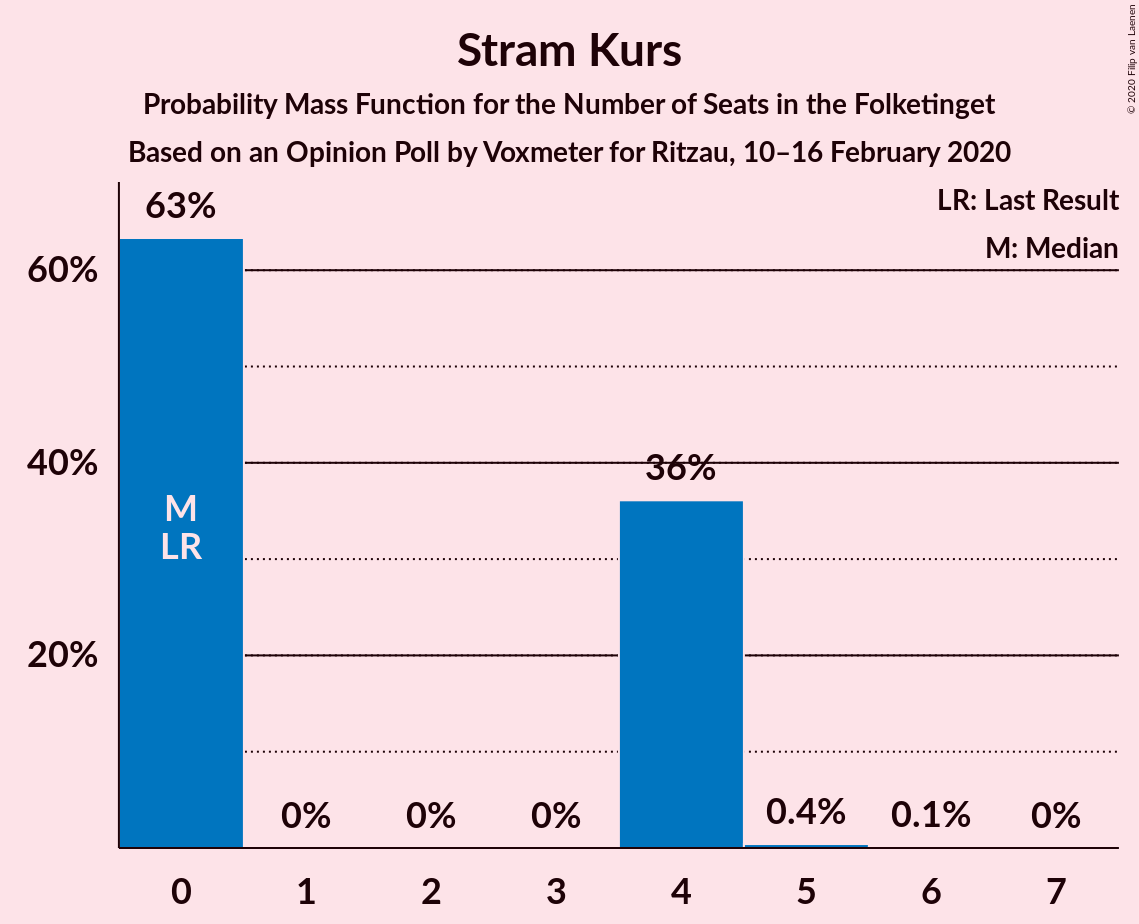 Stram Kurs
Probability Mass Function for the Number of Seats in the Folketinget
Based on an Opinion Poll by Voxmeter for Ritzau, 10–16 February 2020
© 2020 Filip van Laenen
LR: Last Result
M: Median
63%
60%
40%
36%
M
LR
20%
0%
0%
0%
0.4%
0.1%
0%
0
1
2
3
4
5
6
7